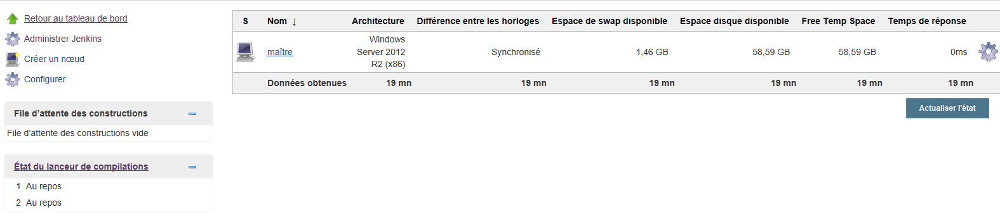 Retour au tableau de bord
Administrer Jenkins
Créer un nœud
Configurer
File d'attente des constructions
File d'attente des constructions vide
État du lanceur de compilations
1 Au repos
2 Au repos
S Nom ↓ Architecture Différence entre les horloges Espace de swap disponible Espace disque disponible Free Temp Space Temps de réponse
maître Windows Server 2012 R2 (x86) Synchronisé 1,46 GB 58,59 GB 58,59 GB 0ms
Données obtenues 19 mn 19 mn 19 mn 19 mn 19 mn 19 mn
Actualiser l'état